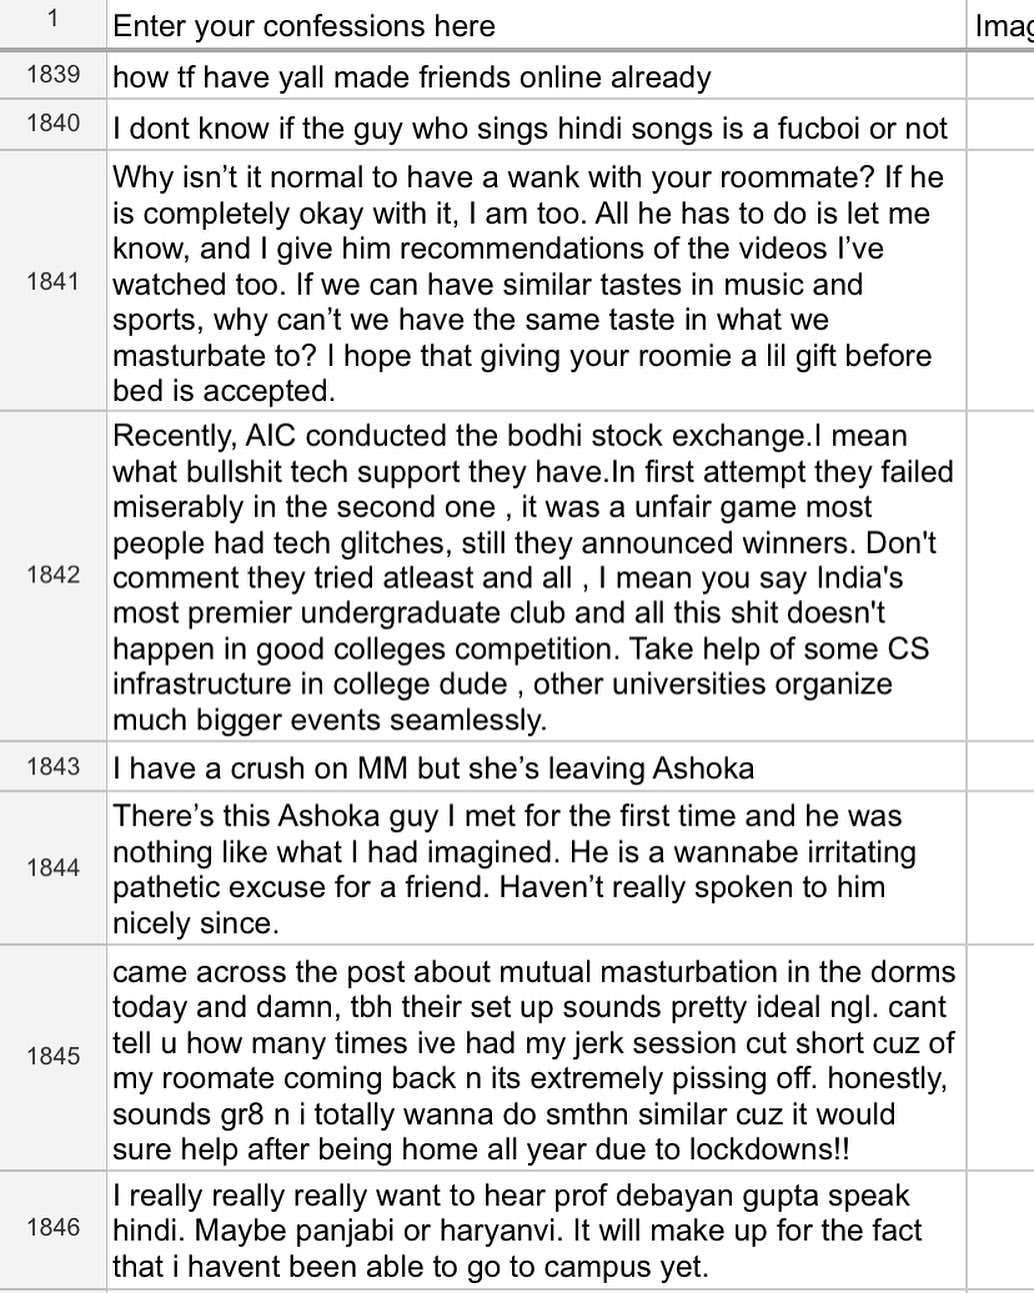 1 Enter your confessions here Imag
1839 how tf have yall made friends online already
1840 I dont know if the guy who sings hindi songs is a fucboi or not
Why isn’t it normal to have a wank with your roommate? If he
is completely okay with it, I am too. All he has to do is let me
know, and I give him recommendations of the videos I’ve
1841 watched too. If we can have similar tastes in music and
sports, why can’t we have the same taste in what we
masturbate to? I hope that giving your roomie a lil gift before
bed is accepted.
Recently, AIC conducted the bodhi stock exchange.I mean
what bullshit tech support they have.In first attempt they failed
miserably in the second one , it was a unfair game most
people had tech glitches, still they announced winners. Don't
1842 comment they tried atleast and all , I mean you say India's
most premier undergraduate club and all this shit doesn't
happen in good colleges competition. Take help of some CS
infrastructure in college dude , other universities organize
much bigger events seamlessly.
1843 I have a crush on MM but she’s leaving Ashoka
There’s this Ashoka guy I met for the first time and he was
nothing like what I had imagined. He is a wannabe irritating
1844 pathetic excuse for a friend. Haven’t really spoken to him
nicely since.
came across the post about mutual masturbation in the dorms
today and damn, tbh their set up sounds pretty ideal ngl. cant
1845 tell u how many times ive had my jerk session cut short cuz of
my roomate coming back n its extremely pissing off. honestly,
sounds gr8 n i totally wanna do smthn similar cuz it would
sure help after being home all year due to lockdowns!!
I really really really want to hear prof debayan gupta speak
1846 hindi. Maybe panjabi or haryanvi. It will make up for the fact
that i havent been able to go to campus yet.